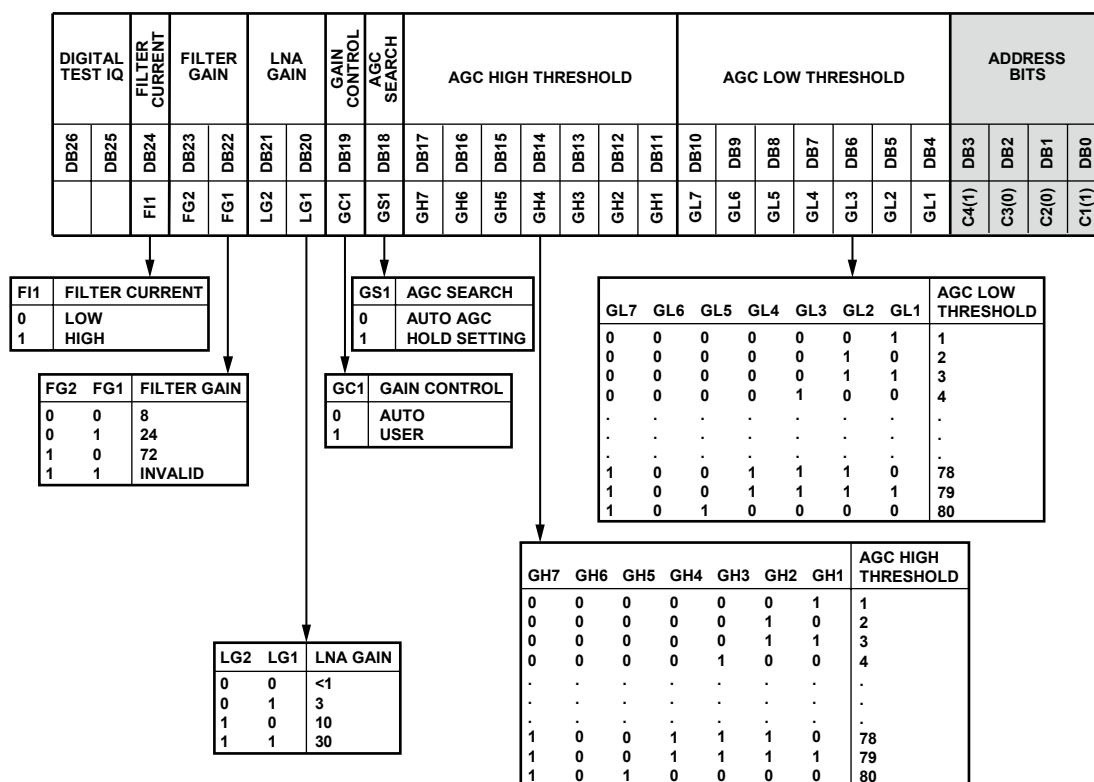 DIGITAL TEST IQ
FILTER CURRENT
FILTER GAIN
LNA GAIN
GAIN CONTROL
AGC SEARCH
AGC HIGH THRESHOLD
AGC LOW THRESHOLD
ADDRESS BITS
DB26 DB25 DB24 DB23 DB22 DB21 DB20 DB19 DB18 DB17 DB16 DB15 DB14 DB13 DB12 DB11 DB10 DB9 DB8 DB7 DB6 DB5 DB4 DB3 DB2 DB1 DB0
FI1 FG2 FG1 LG2 LG1 GC1 GS1 GH7 GH6 GH5 GH4 GH3 GH2 GH1 GL7 GL6 GL5 GL4 GL3 GL2 GL1 C4(1) C3(0) C2(0) C1(1)
FI1 FILTER CURRENT
0 LOW
1 HIGH
GS1 AGC SEARCH
0 AUTO AGC
1 HOLD SETTING
FG2 FG1 FILTER GAIN
0 0 8
0 1 24
1 0 72
1 1 INVALID
GC1 GAIN CONTROL
0 AUTO
1 USER
GL7 GL6 GL5 GL4 GL3 GL2 GL1 AGC LOW THRESHOLD
0 0 0 0 0 0 1 1
0 0 0 0 0 1 0 2
0 0 0 0 0 1 1 3
0 0 0 0 1 0 0 4
. . . . . . . .
. . . . . . . .
. . . . . . . .
1 0 0 1 1 1 0 78
1 0 0 1 1 1 1 79
1 0 1 0 0 0 0 80
GH7 GH6 GH5 GH4 GH3 GH2 GH1 AGC HIGH THRESHOLD
0 0 0 0 0 0 1 1
0 0 0 0 0 1 0 2
0 0 0 0 0 1 1 3
0 0 0 0 1 0 0 4
. . . . . . . .
. . . . . . . .
. . . . . . . .
1 0 0 1 1 1 0 78
1 0 0 1 1 1 1 79
1 0 1 0 0 0 0 80
LG2 LG1 LNA GAIN
0 0 <1
0 1 3
1 0 10
1 1 30